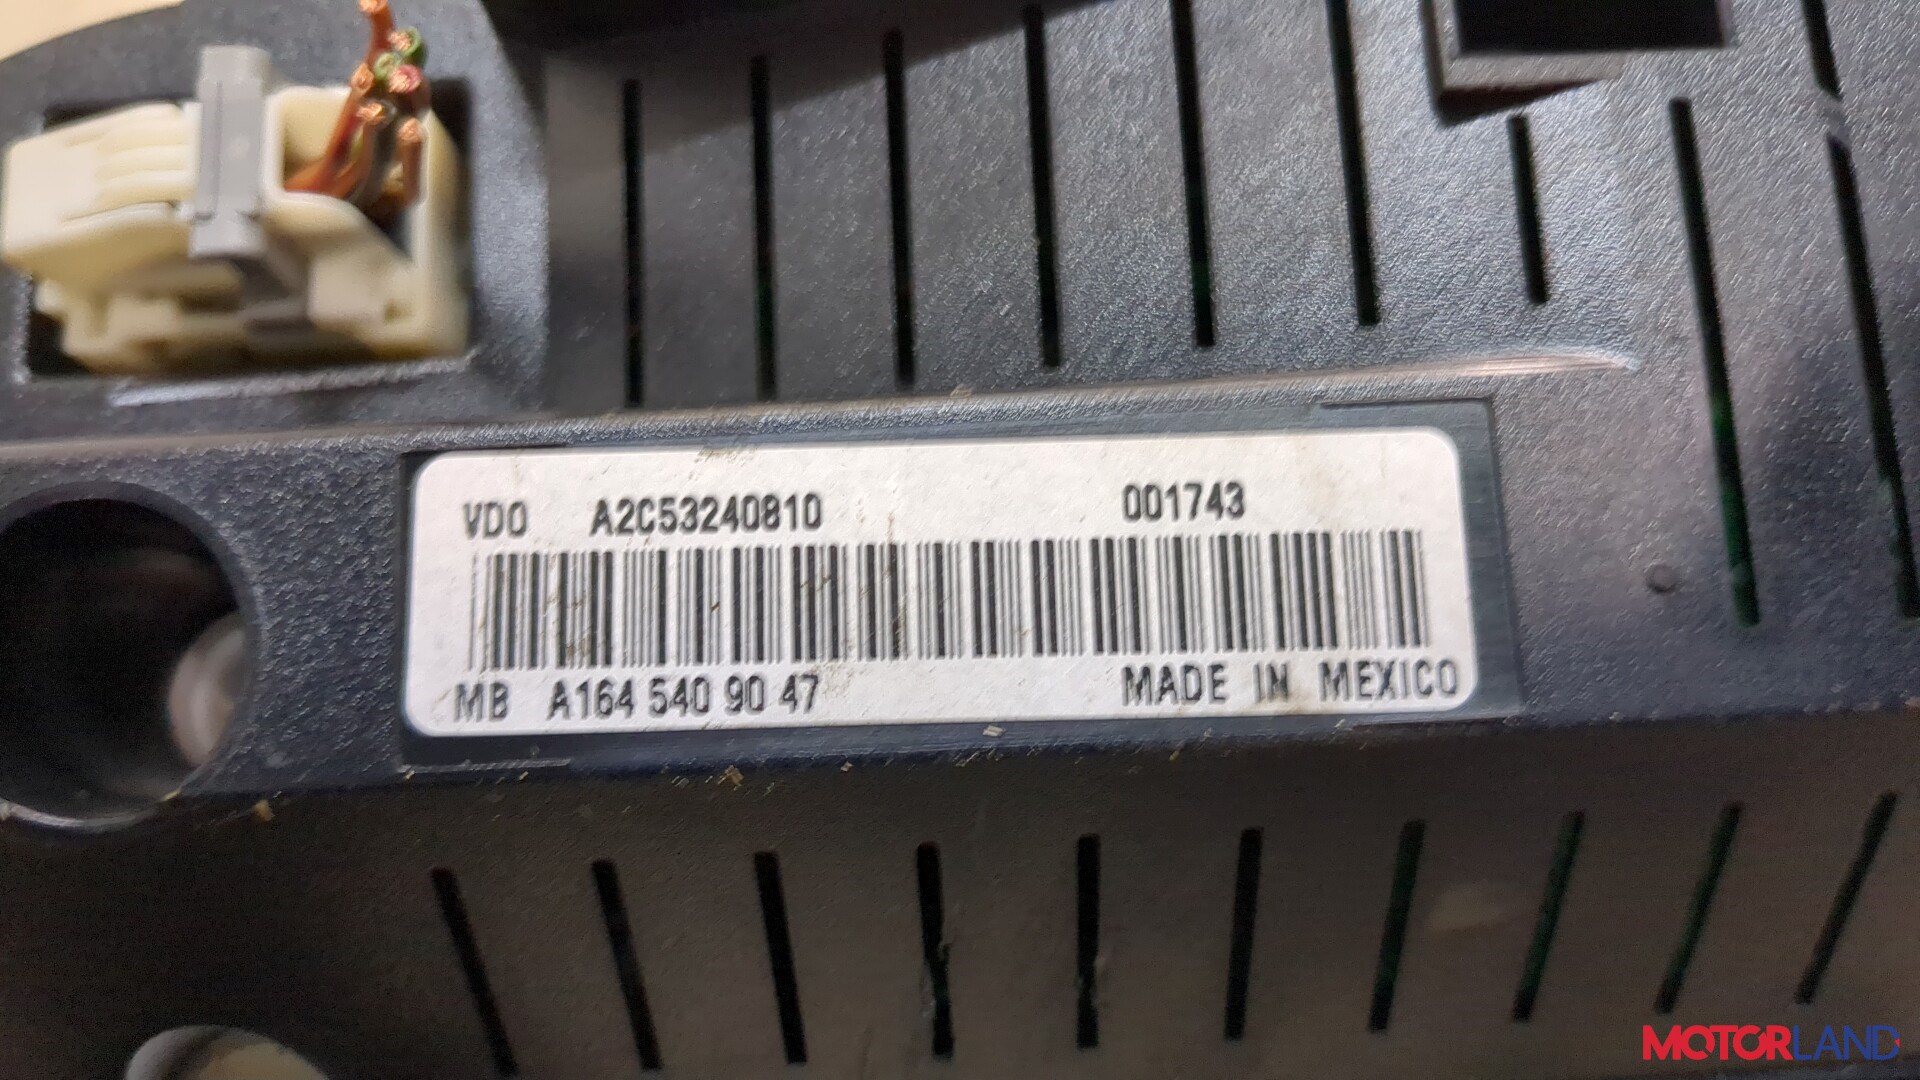 VDO A2C53240810 001743
MB A164 540 90 47 MADE IN MEXICO
MOTORLAND